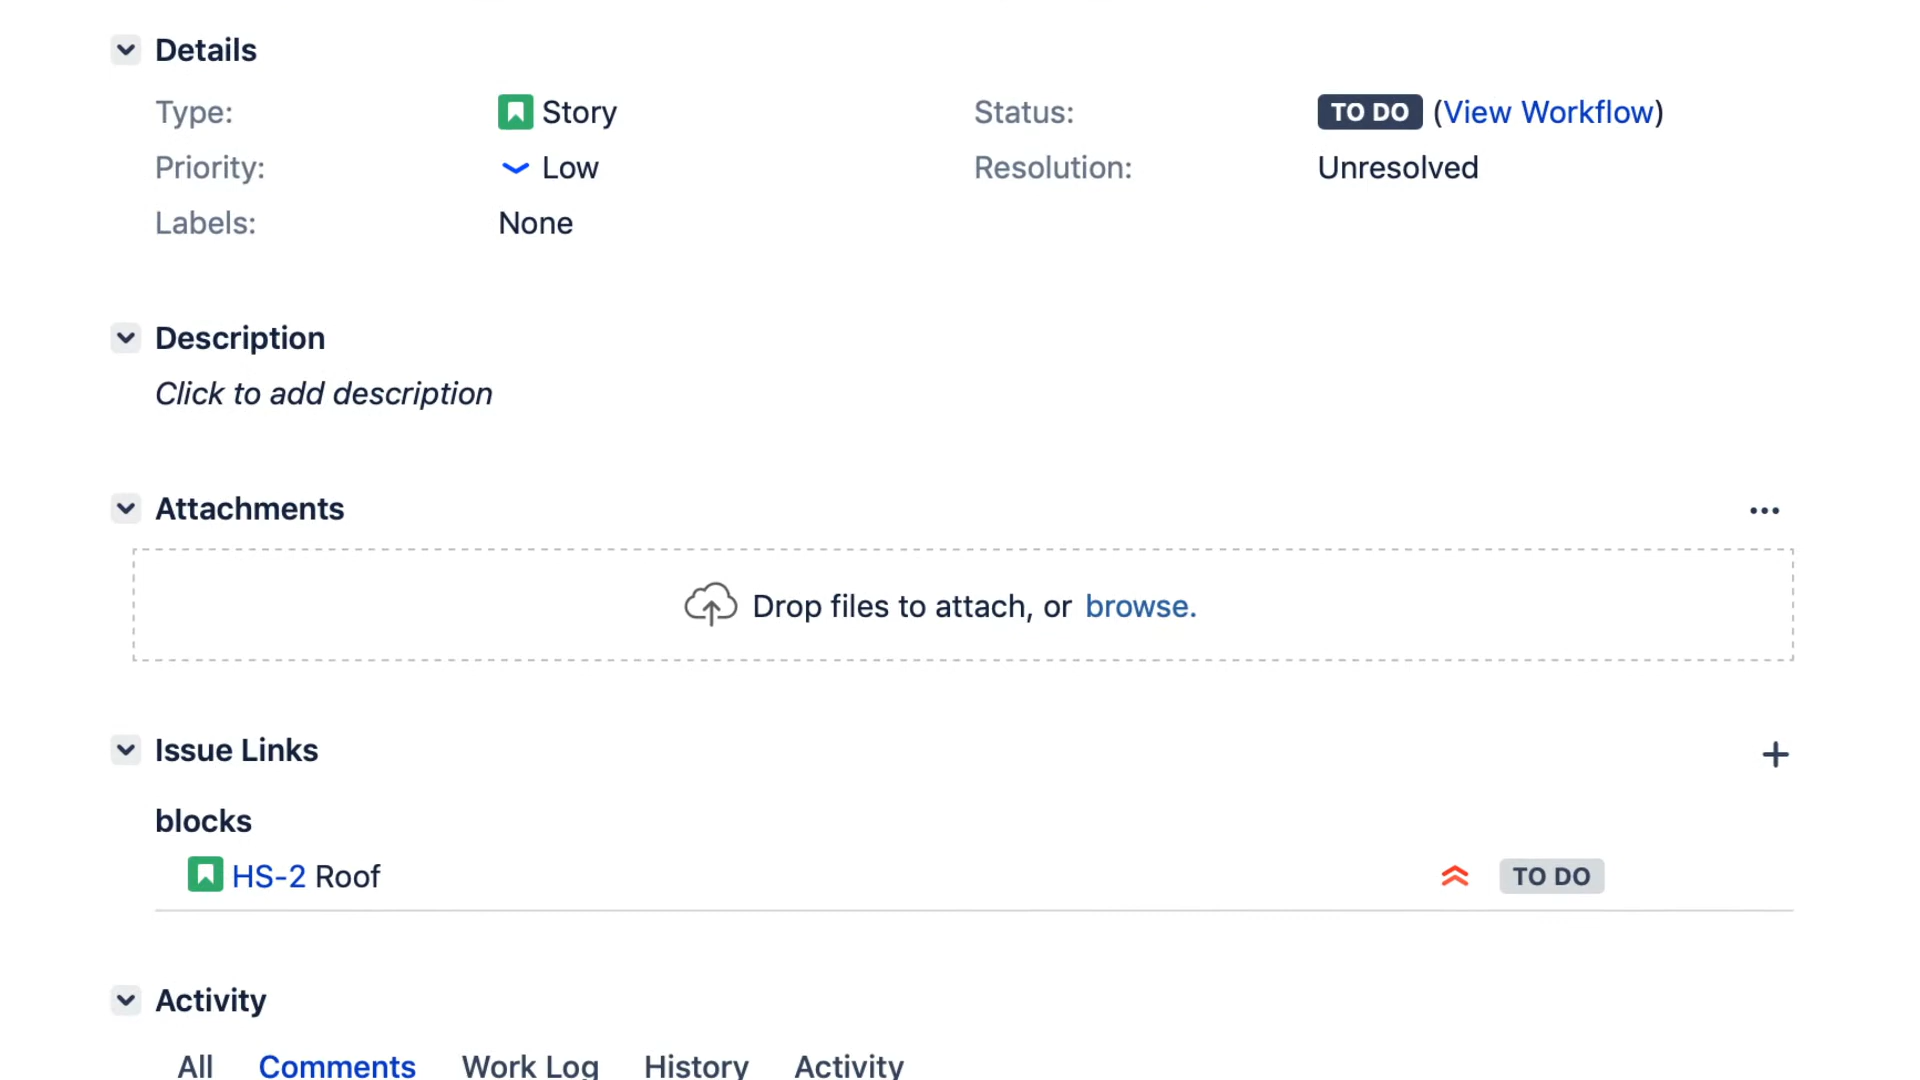 Details
Type: Story Status: TO DO (View Workflow)
Priority: Low Resolution: Unresolved
Labels: None
Description
Click to add description
Attachments
Drop files to attach, or browse.
Issue Links
blocks
HS-2 Roof TO DO
Activity
All Comments Work Log History Activity